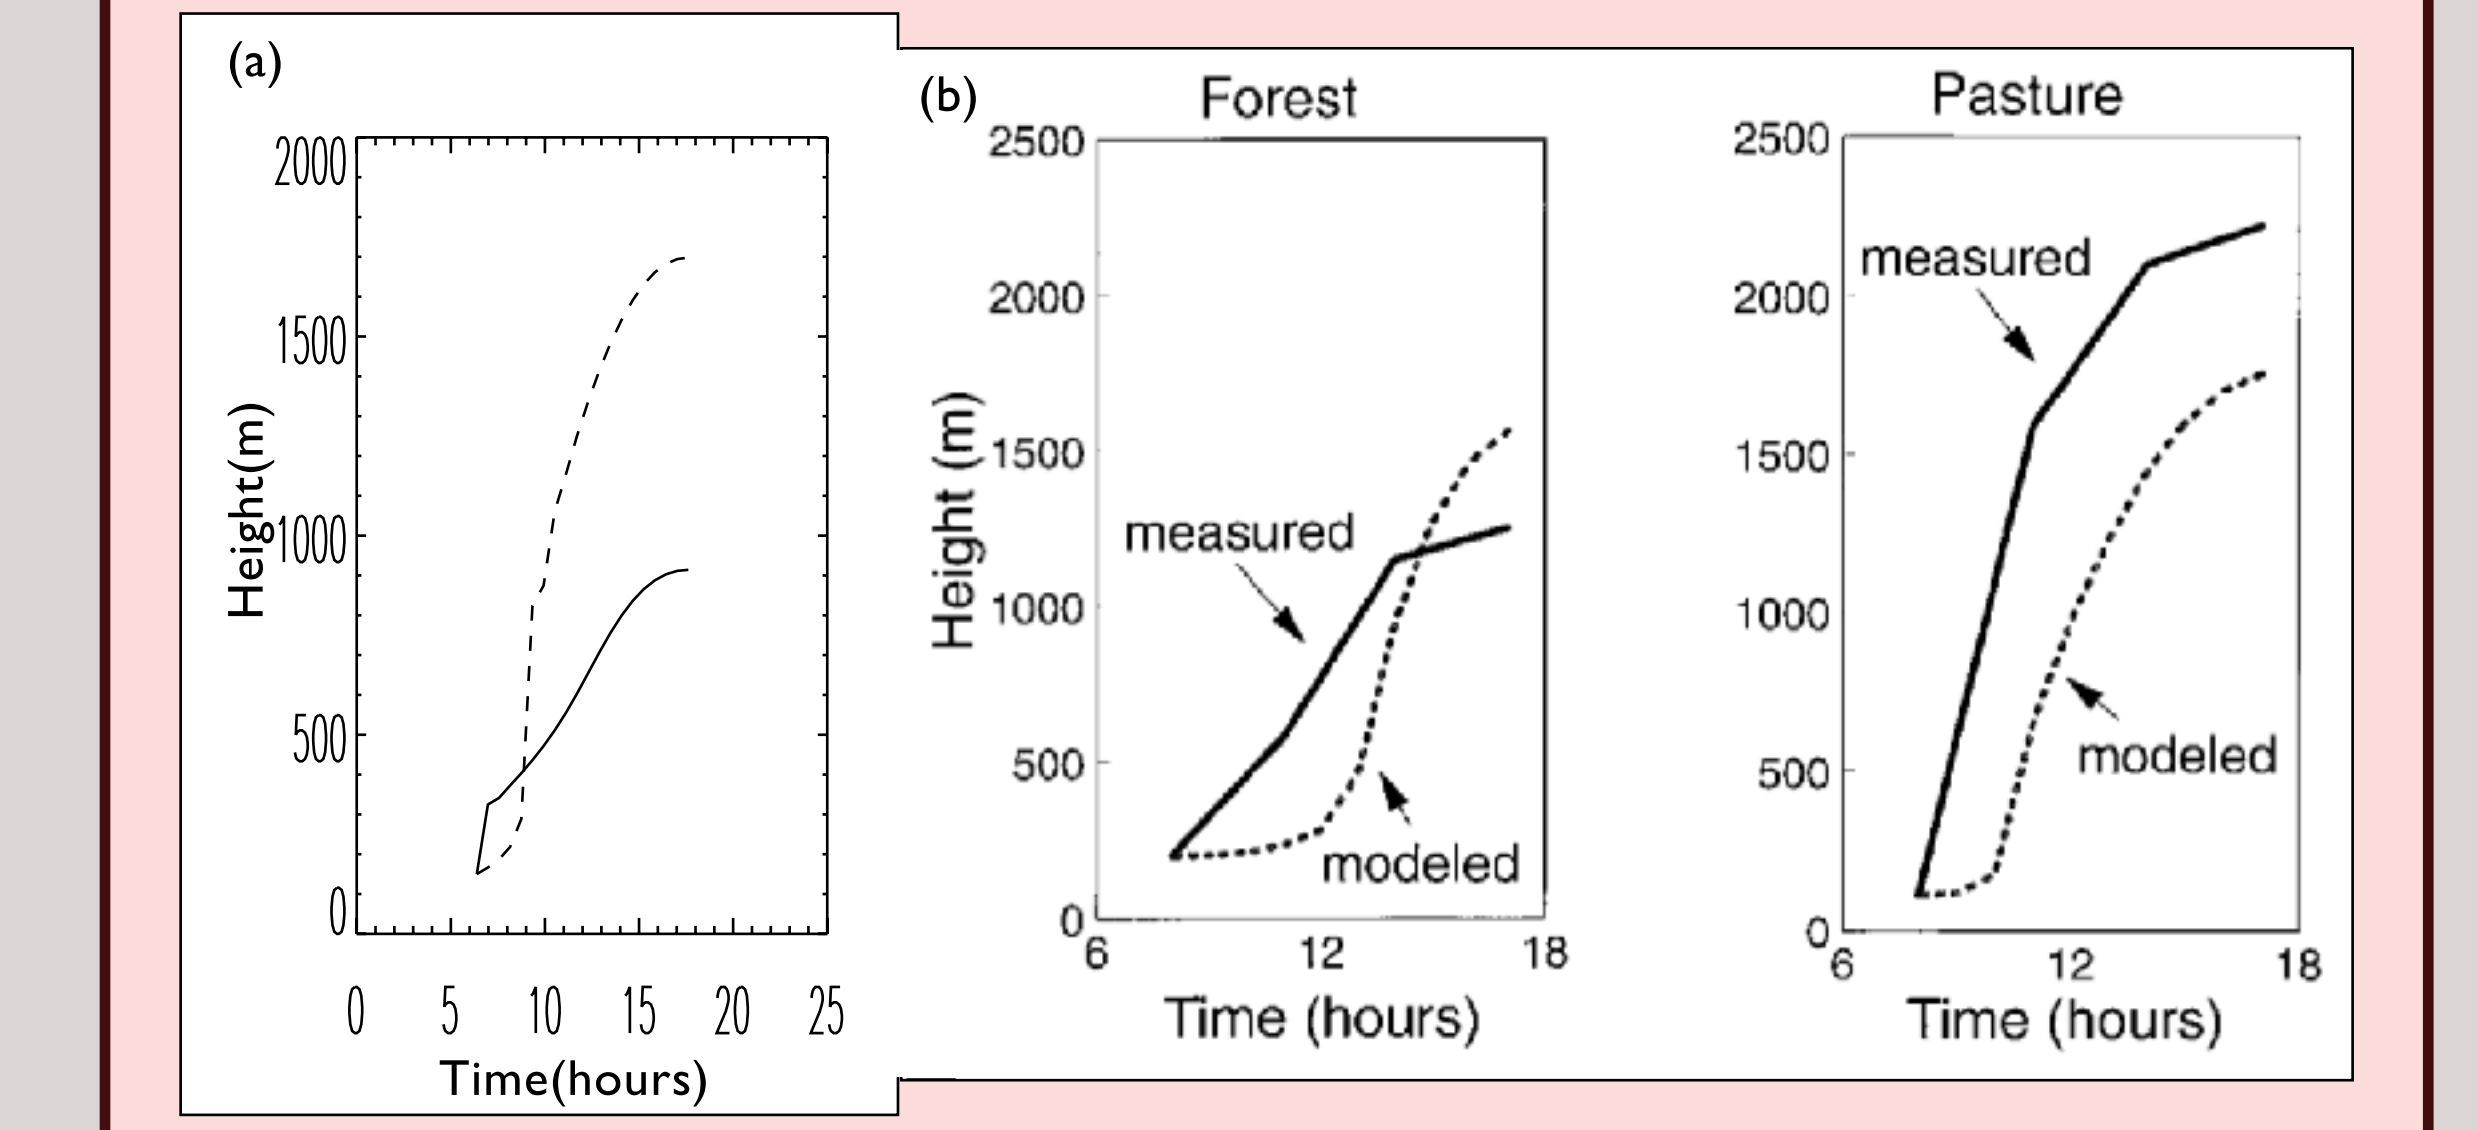 (a)
2000
1500
1000
500
0
Height(m)
0 5 10 15 20 25
Time(hours)
(b)
Forest
2500
2000
1500
1000
500
0
Height (m)
measured
modeled
6 12 18
Time (hours)
Pasture
2500
2000
1500
1000
500
0
measured
modeled
6 12 18
Time (hours)